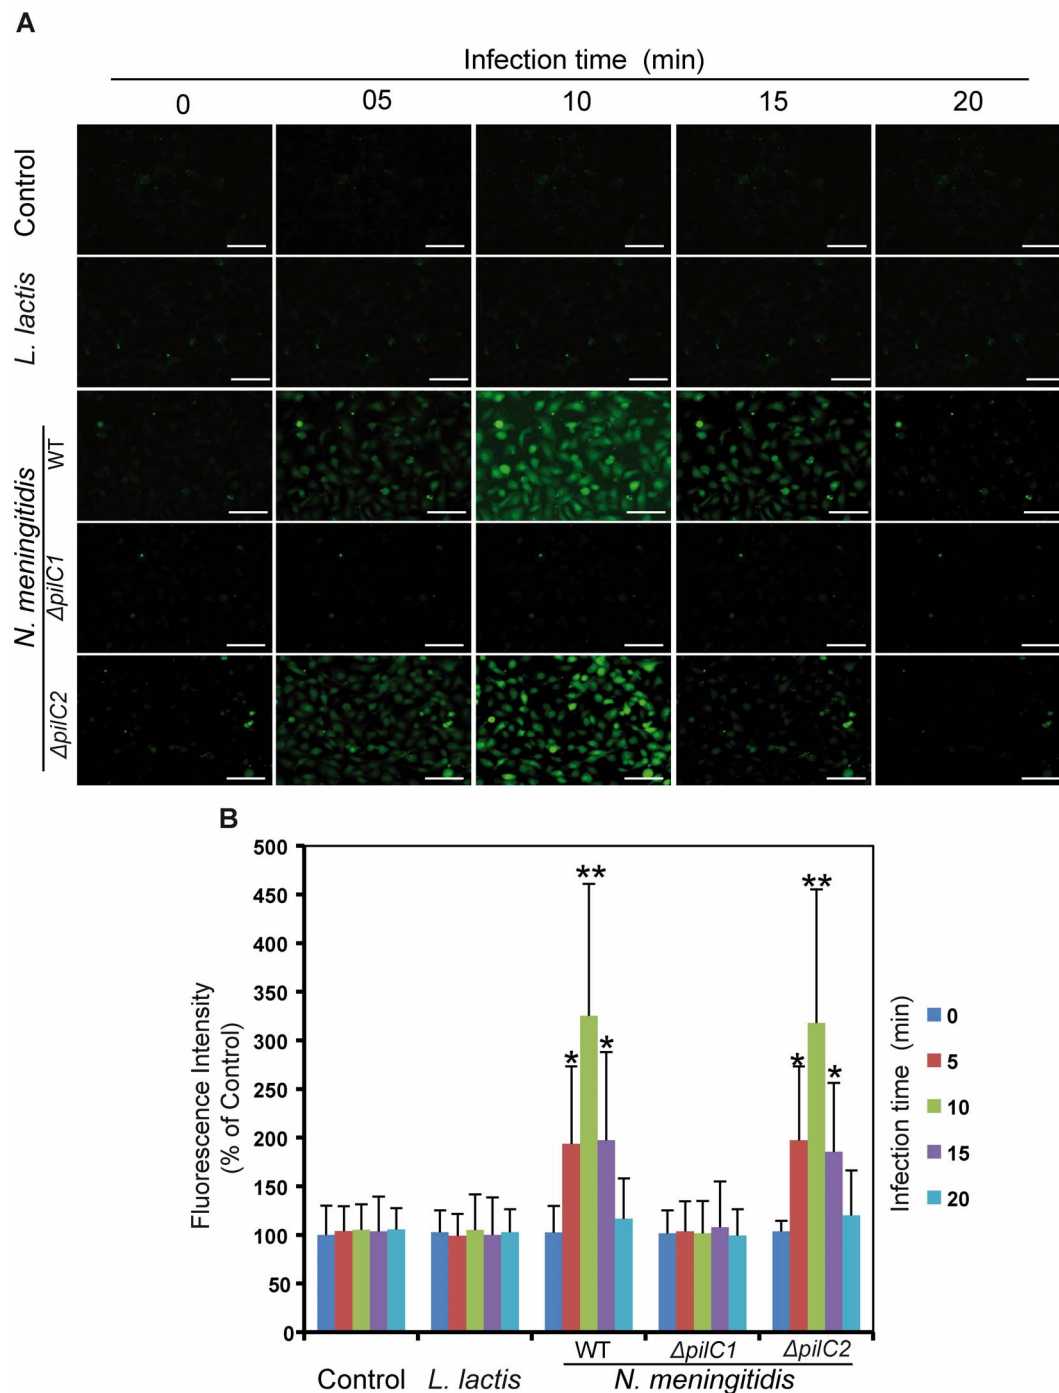 A
Infection time (min)
0 05 10 15 20
Control
L. lactis
N. meningitidis
WT
ΔpilC1
ΔpilC2
B
Fluorescence Intensity
(% of Control)
500
450
400
350
300
250
200
150
100
50
0
** **
* * * *
Infection time (min)
0
5
10
15
20
WT ΔpilC1 ΔpilC2
Control L. lactis N. meningitidis